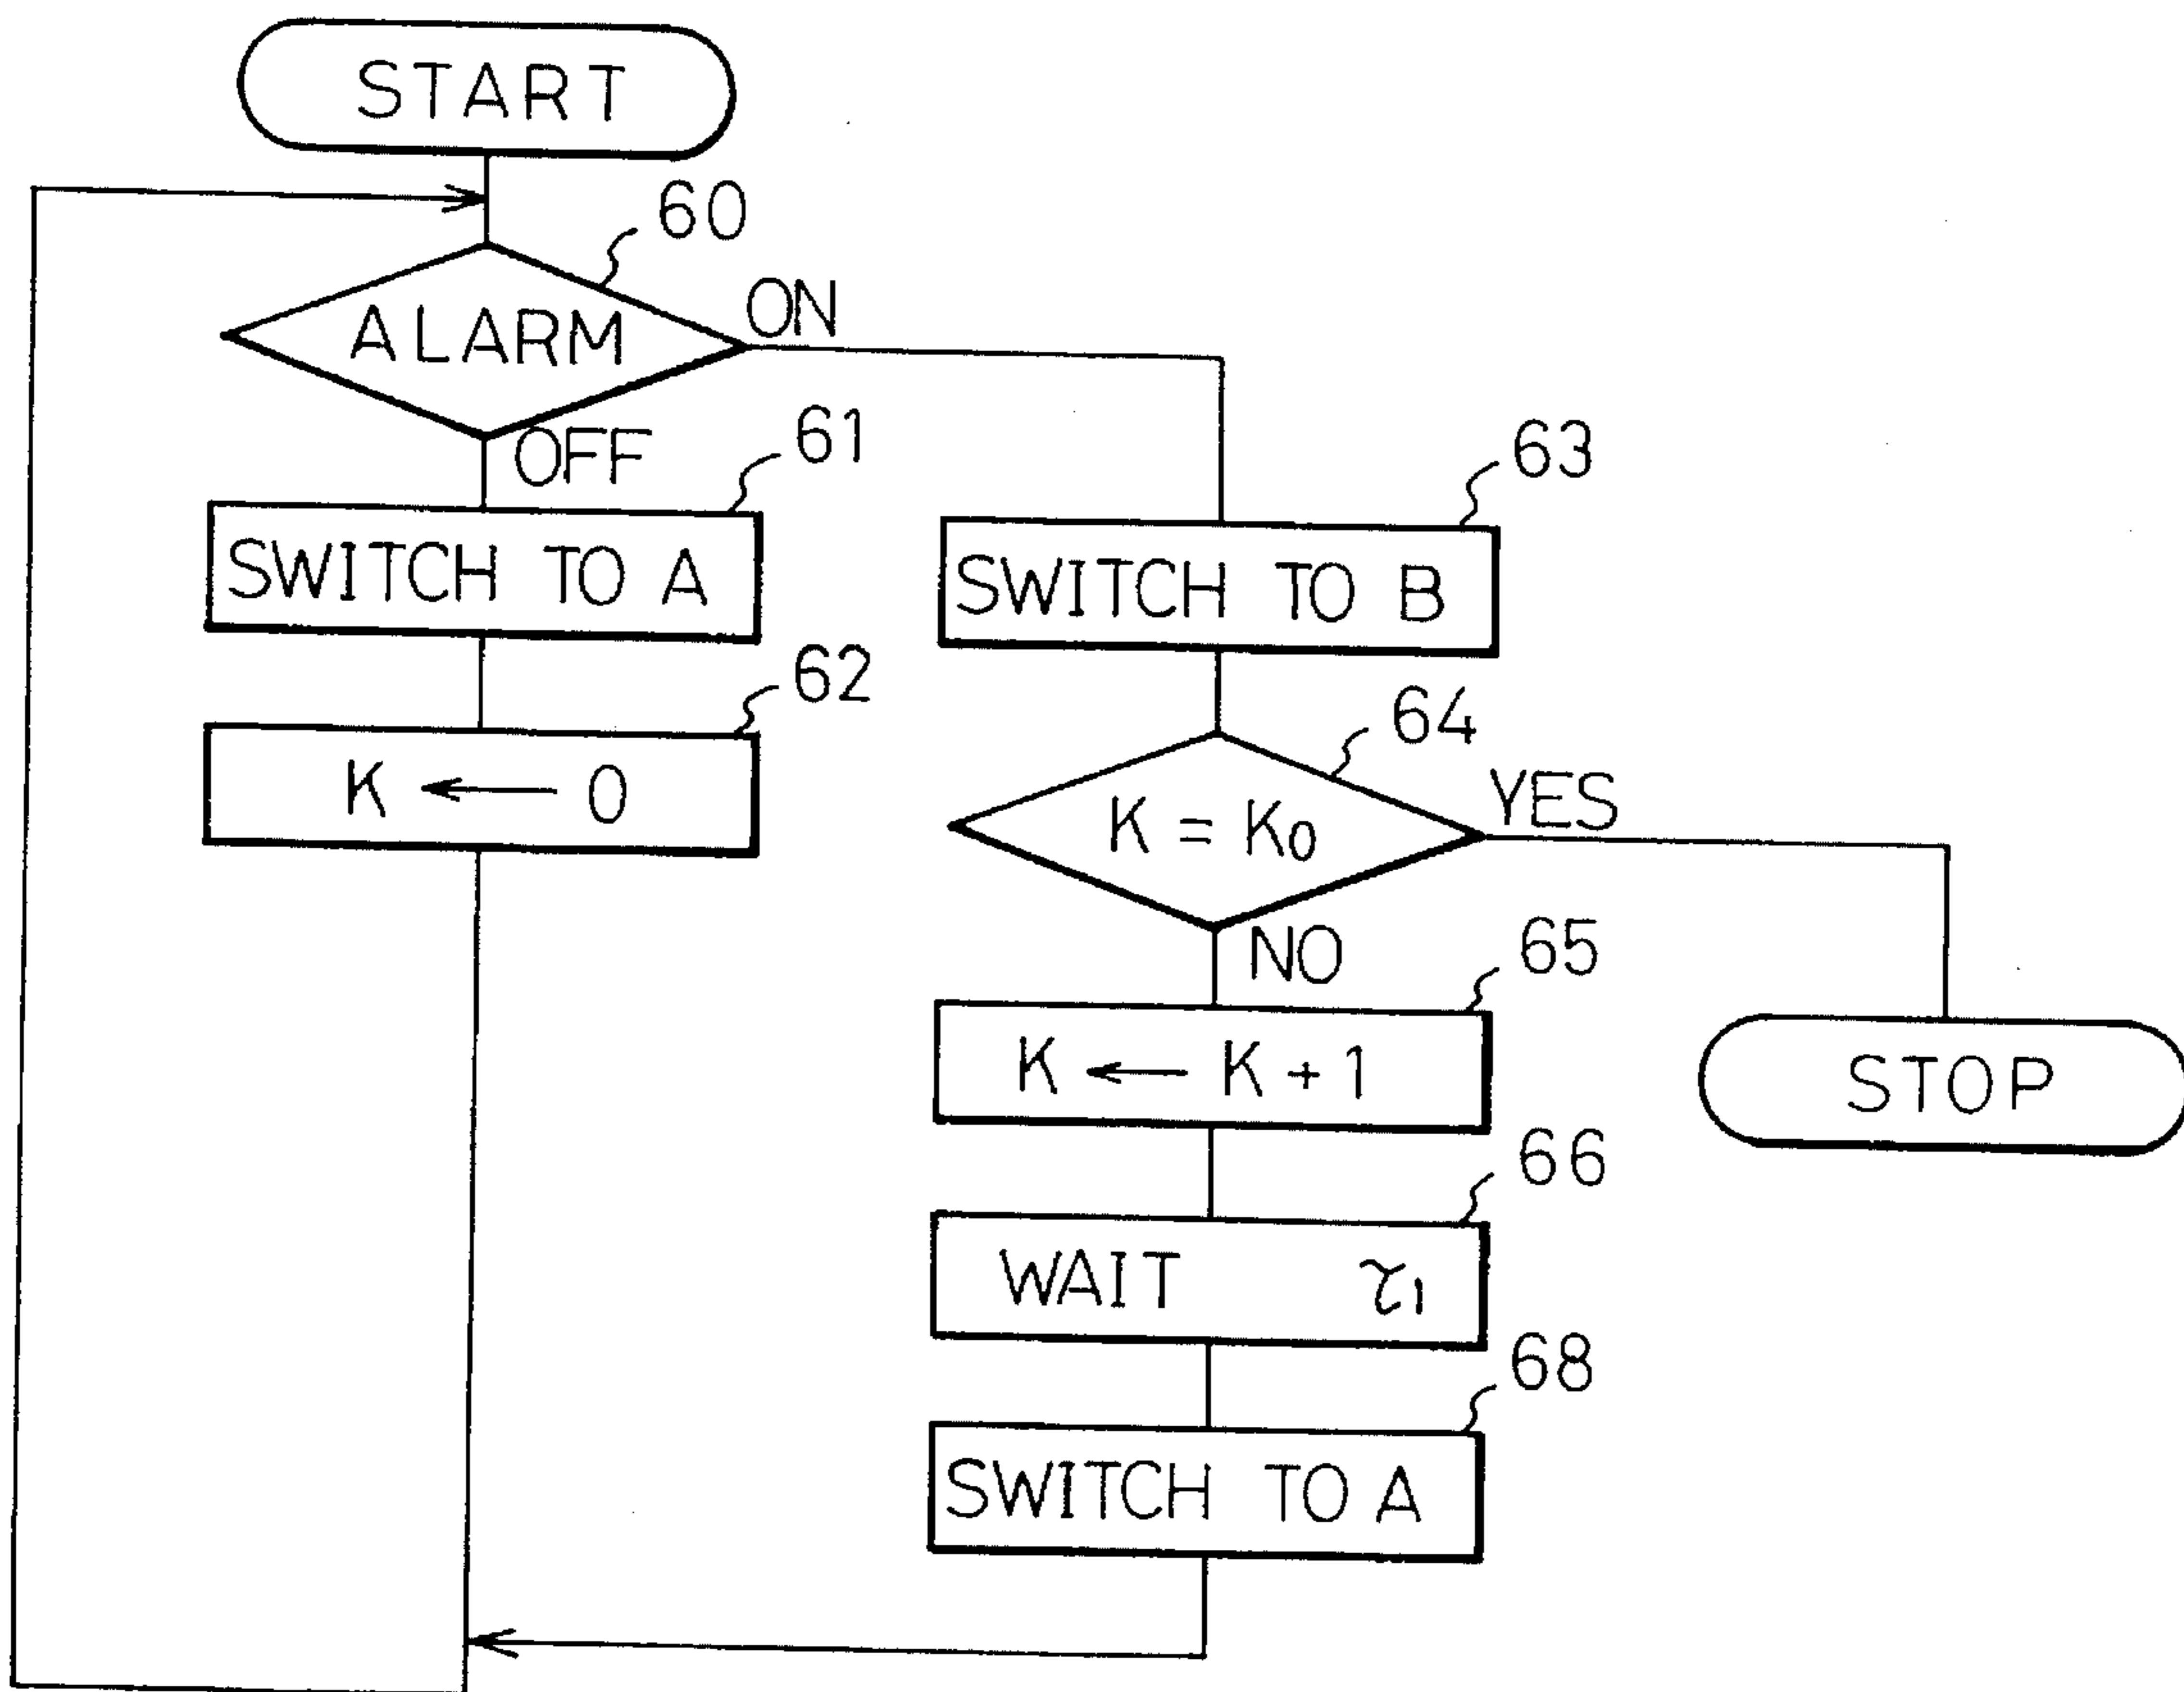 START
60
ALARM
ON
OFF
61
SWITCH TO A
62
K ← 0
63
SWITCH TO B
64
K = K0
YES
NO
65
K ← K + 1
STOP
66
WAIT τ1
68
SWITCH TO A